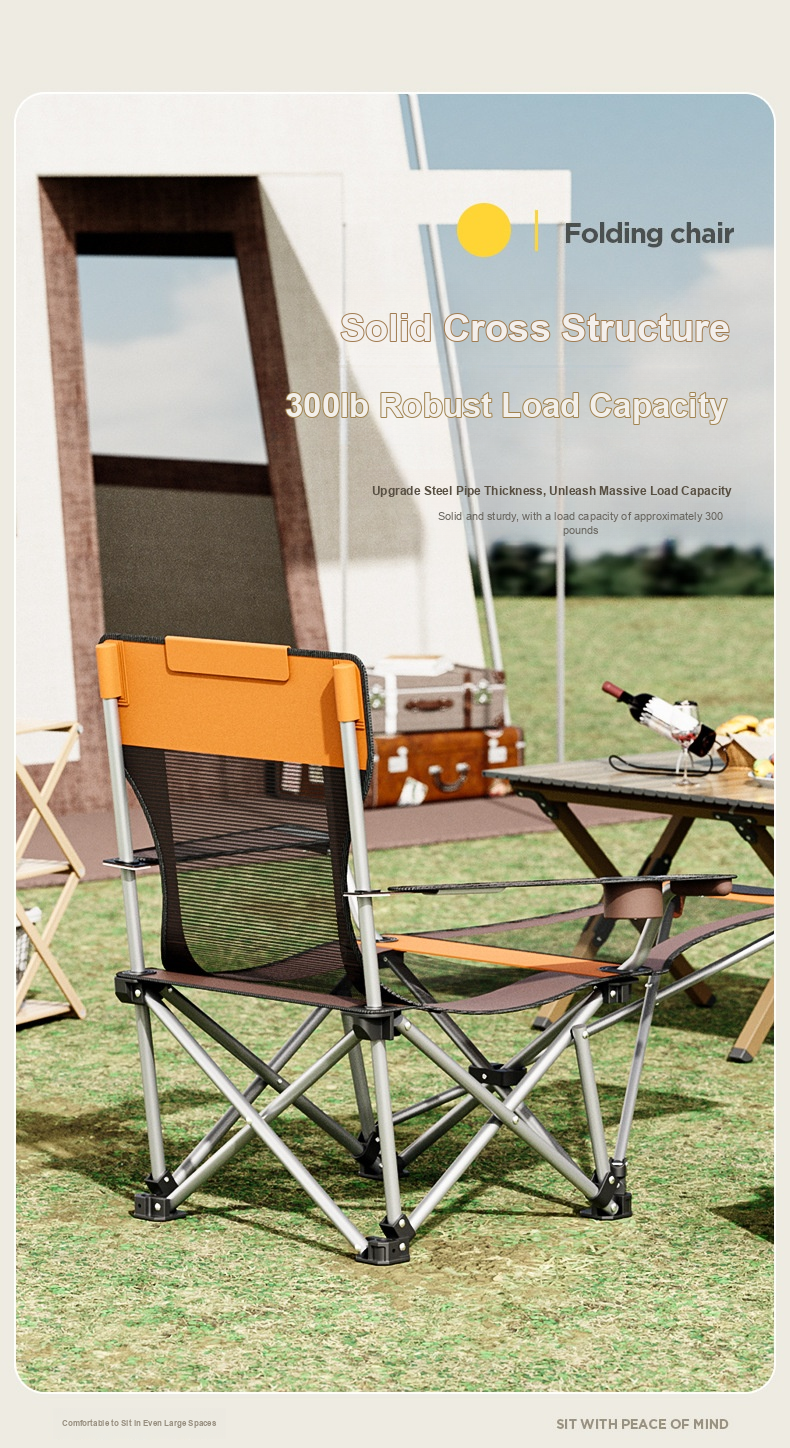 Folding chair
Solid Cross Structure
300lb Robust Load Capacity
Upgrade Steel Pipe Thickness, Unleash Massive Load Capacity
Solid and sturdy, with a load capacity of approximately 300
pounds
Comfortable to Sit in Even Large Spaces
SIT WITH PEACE OF MIND